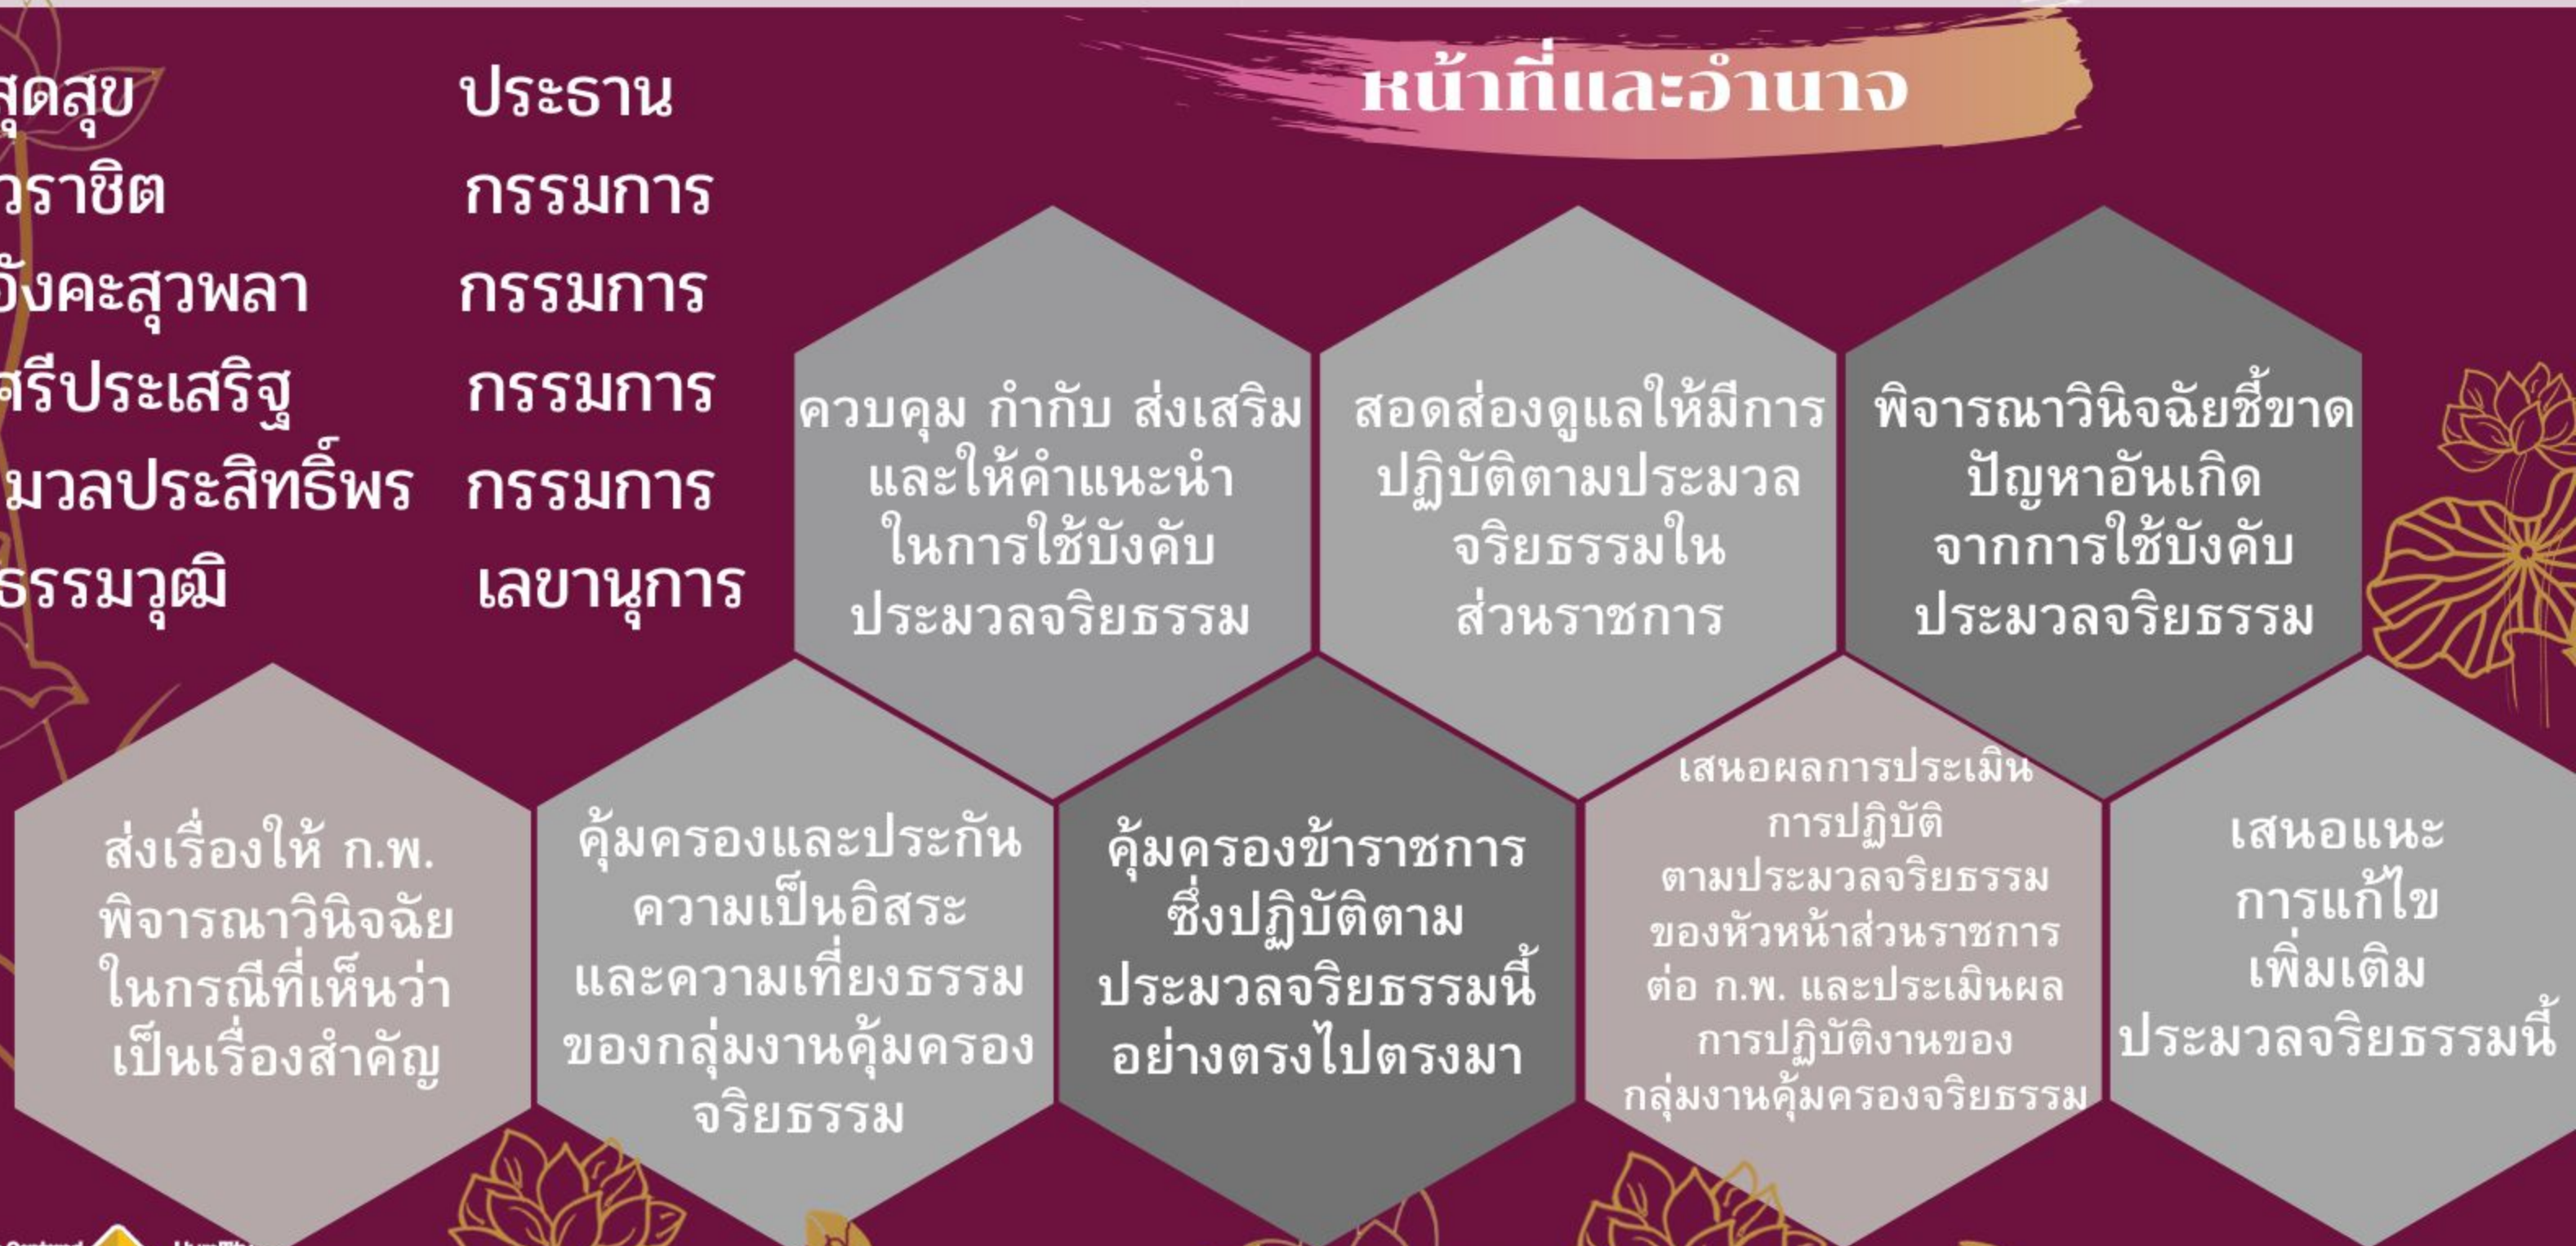 สุดสุข ประธาน
วราชิต กรรมการ
อังคะสุวพลา กรรมการ
ศรีประเสริฐ กรรมการ
มวลประสิทธิ์พร กรรมการ
ธรรมวุฒิ เลขานุการ
หน้าที่และอำนาจ
ควบคุม กำกับ ส่งเสริม
และให้คำแนะนำ
ในการใช้บังคับ
ประมวลจริยธรรม
สอดส่องดูแลให้มีการ
ปฏิบัติตามประมวล
จริยธรรมใน
ส่วนราชการ
พิจารณาวินิจฉัยชี้ขาด
ปัญหาอันเกิด
จากการใช้บังคับ
ประมวลจริยธรรม
ส่งเรื่องให้ ก.พ.
พิจารณาวินิจฉัย
ในกรณีที่เห็นว่า
เป็นเรื่องสำคัญ
คุ้มครองและประกัน
ความเป็นอิสระ
และความเที่ยงธรรม
ของกลุ่มงานคุ้มครอง
จริยธรรม
คุ้มครองข้าราชการ
ซึ่งปฏิบัติตาม
ประมวลจริยธรรมนี้
อย่างตรงไปตรงมา
เสนอผลการประเมิน
การปฏิบัติ
ตามประมวลจริยธรรม
ของหัวหน้าส่วนราชการ
ต่อ ก.พ. และประเมินผล
การปฏิบัติงานของ
กลุ่มงานคุ้มครองจริยธรรม
เสนอแนะ
การแก้ไข
เพิ่มเติม
ประมวลจริยธรรมนี้